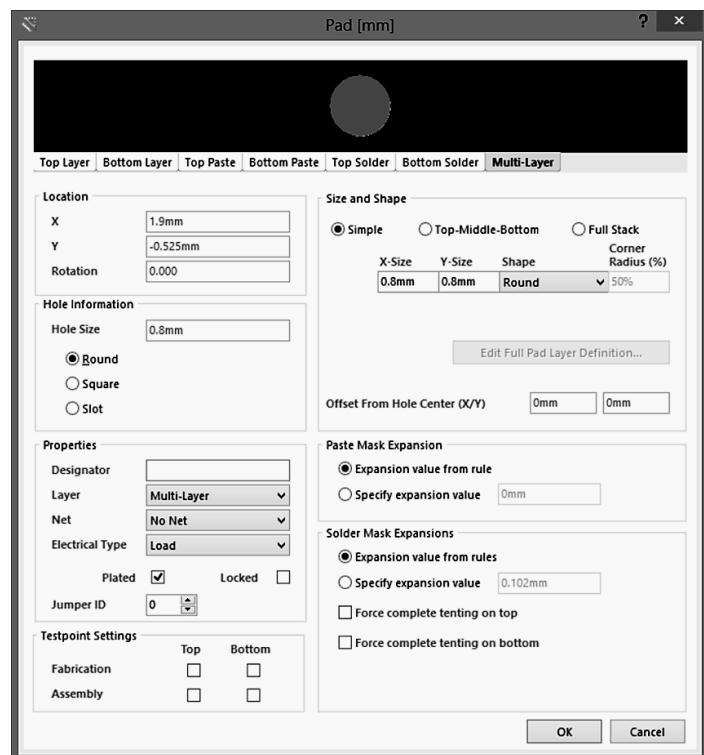 Pad [mm]
? ×
Top Layer Bottom Layer Top Paste Bottom Paste Top Solder Bottom Solder Multi-Layer
Location
X 1.9mm
Y -0.525mm
Rotation 0.000
Hole Information
Hole Size 0.8mm
Round
Square
Slot
Properties
Designator
Layer Multi-Layer
Net No Net
Electrical Type Load
Plated Locked
Jumper ID 0
Testpoint Settings
Top Bottom
Fabrication
Assembly
Size and Shape
Simple Top-Middle-Bottom Full Stack
X-Size Y-Size Shape Corner Radius (%)
0.8mm 0.8mm Round 50%
Edit Full Pad Layer Definition...
Offset From Hole Center (X/Y) 0mm 0mm
Paste Mask Expansion
Expansion value from rule
Specify expansion value 0mm
Solder Mask Expansions
Expansion value from rules
Specify expansion value 0.102mm
Force complete tenting on top
Force complete tenting on bottom
OK Cancel